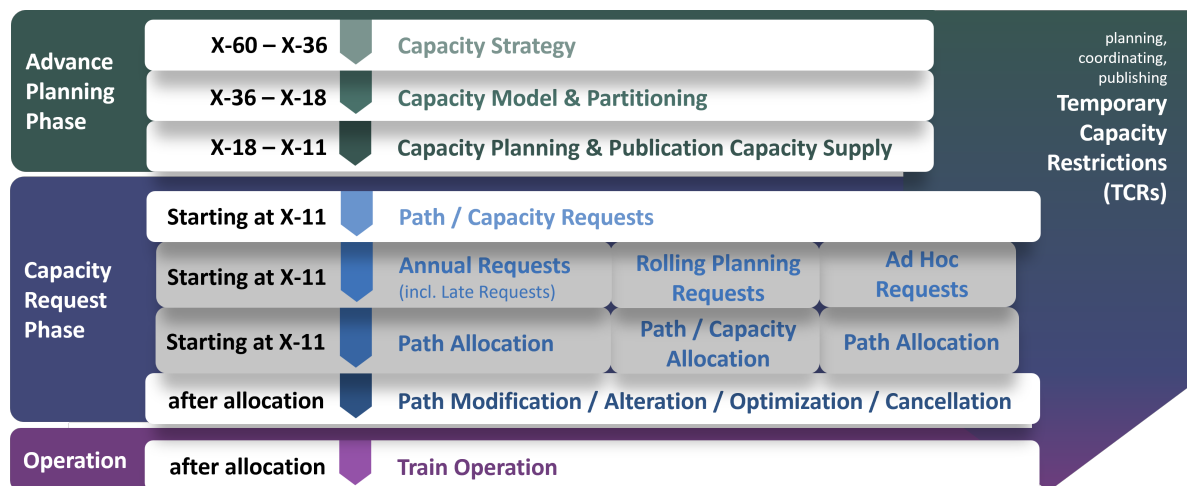 Advance
Planning
Phase
X-60 – X-36
Capacity Strategy
X-36 – X-18
Capacity Model & Partitioning
X-18 – X-11
Capacity Planning & Publication Capacity Supply
planning,
coordinating,
publishing
Temporary
Capacity
Restrictions
(TCRs)
Capacity
Request
Phase
Starting at X-11
Path / Capacity Requests
Starting at X-11
Annual Requests
(incl. Late Requests)
Rolling Planning
Requests
Ad Hoc
Requests
Starting at X-11
Path Allocation
Path / Capacity
Allocation
Path Allocation
after allocation
Path Modification / Alteration / Optimization / Cancellation
Operation
after allocation
Train Operation